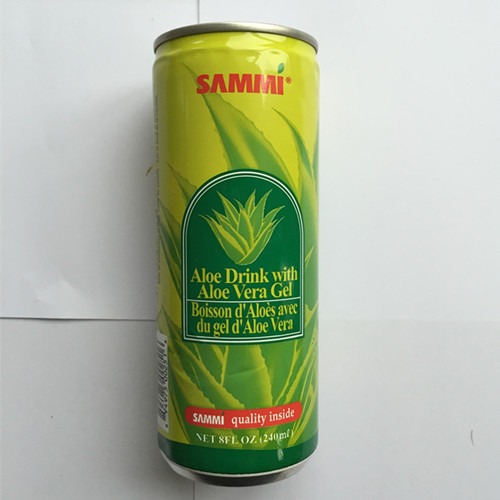 SAMMI®
Aloe Drink with
Aloe Vera Gel
Boisson d'Aloès avec
du gel d'Aloe Vera
SAMMI quality inside
NET 8FL OZ (240mℓ)